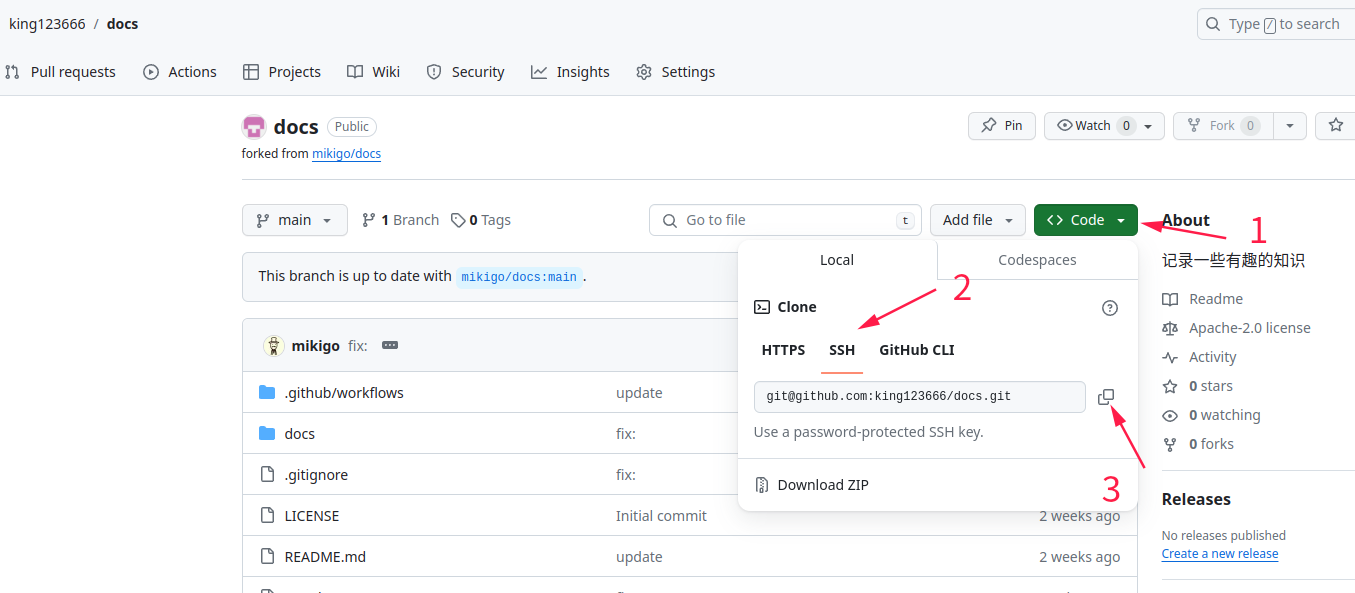 king123666 / docs
Type / to search
Pull requests Actions Projects Wiki Security Insights Settings
docs Public
Pin Watch 0 Fork 0
forked from mikigo/docs
main 1 Branch 0 Tags Go to file t Add file <> Code
1
About
记录一些有趣的知识
This branch is up to date with mikigo/docs:main.
Local Codespaces
2
Clone
HTTPS SSH GitHub CLI
git@github.com:king123666/docs.git
Use a password-protected SSH key.
Download ZIP
3
mikigo fix:
.github/workflows update
docs fix:
.gitignore fix:
LICENSE Initial commit 2 weeks ago
README.md update 2 weeks ago
Readme
Apache-2.0 license
Activity
0 stars
0 watching
0 forks
Releases
No releases published
Create a new release